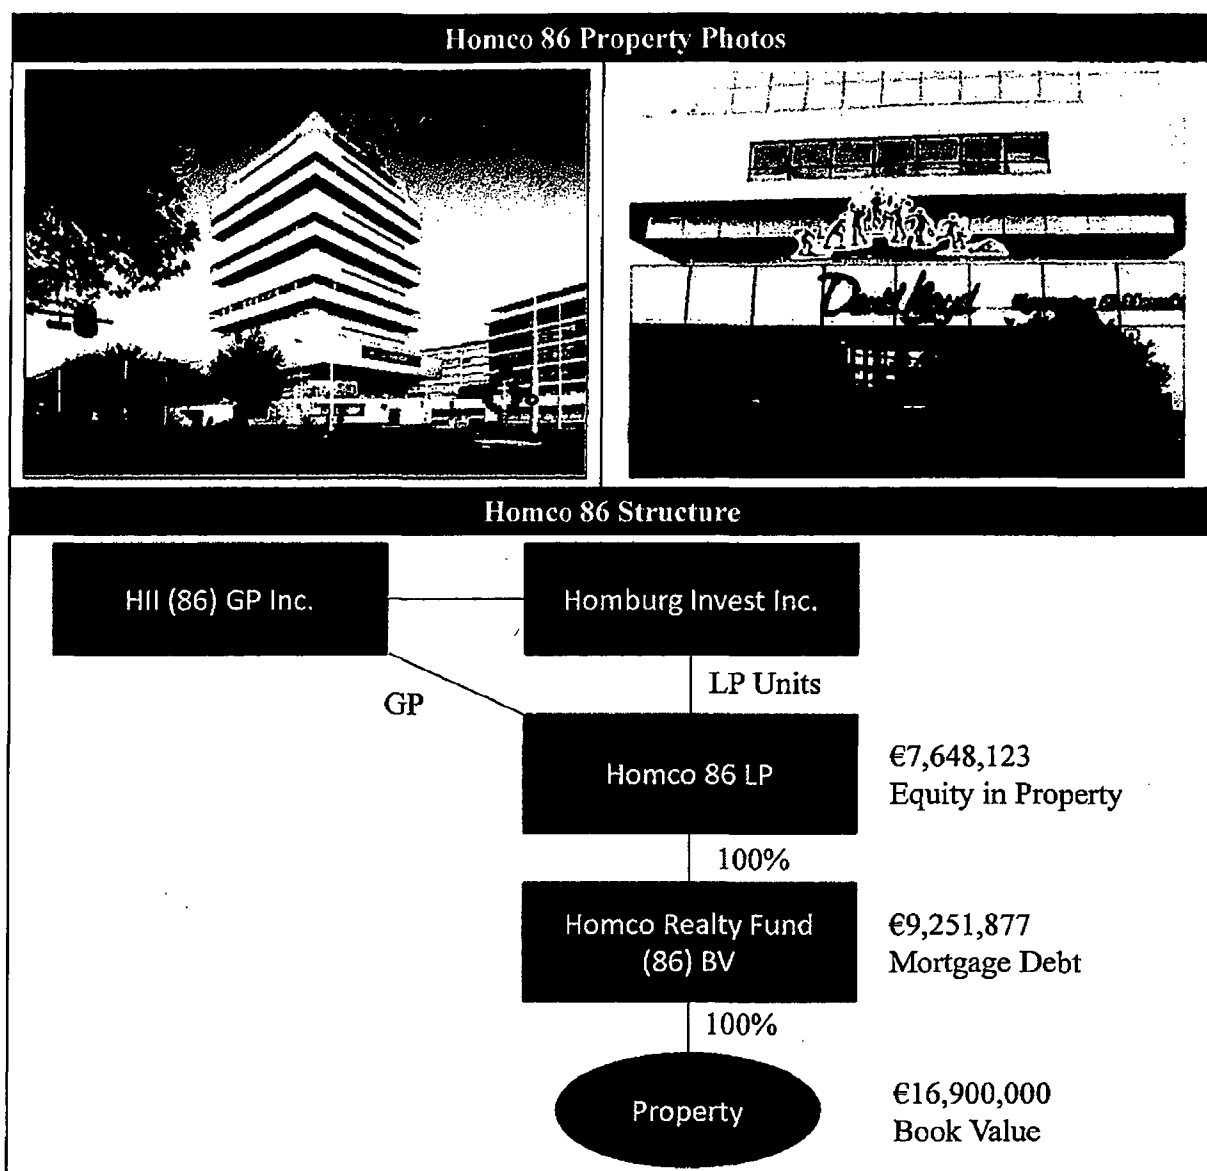 Homco 86 Property Photos
David Lloyd
Homco 86 Structure
HII (86) GP Inc.
Homburg Invest Inc.
GP
LP Units
Homco 86 LP
€7,648,123
Equity in Property
100%
Homco Realty Fund
(86) BV
€9,251,877
Mortgage Debt
100%
Property
€16,900,000
Book Value